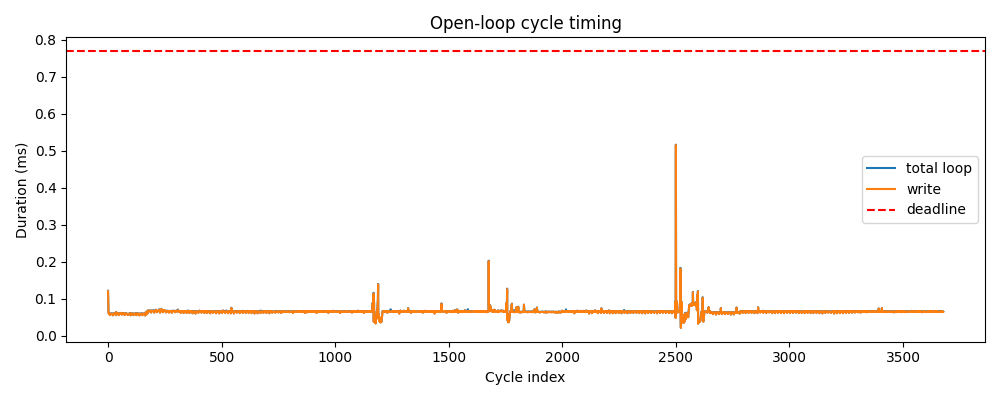 Open-loop cycle timing
0.8
0.7
0.6
0.5
0.4
0.3
0.2
0.1
0.0
Duration (ms)
total loop
write
deadline
0 500 1000 1500 2000 2500 3000 3500
Cycle index